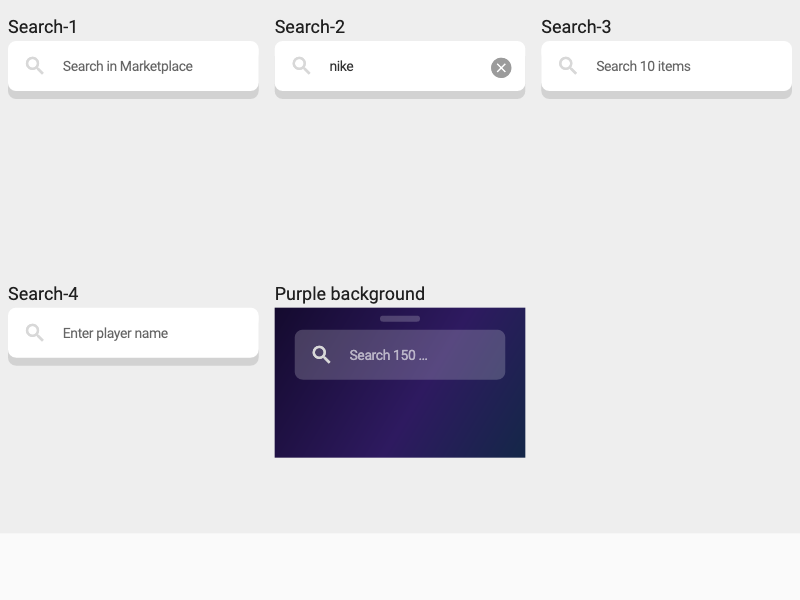 Search-1
Search in Marketplace
Search-2
nike
Search-3
Search 10 items
Search-4
Enter player name
Purple background
Search 150 ...